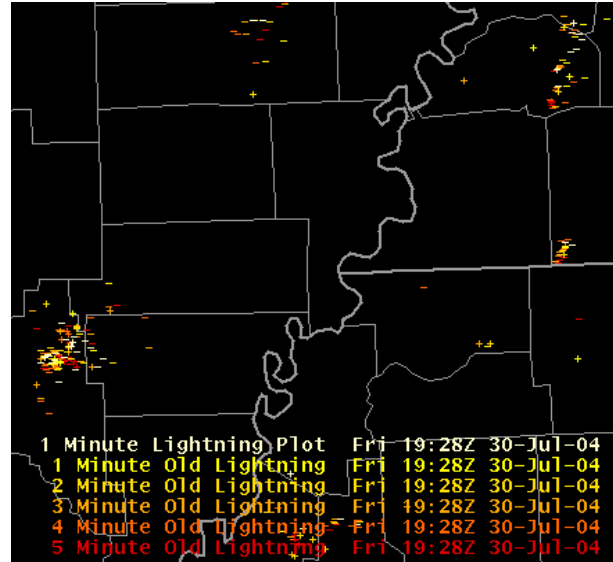 1 Minute Lightning Plot Fri 19:28Z 30-Jul-04
1 Minute Old Lightning Fri 19:28Z 30-Jul-04
2 Minute Old Lightning Fri 19:28Z 30-Jul-04
3 Minute Old Lightning Fri 19:28Z 30-Jul-04
4 Minute Old Lightning Fri 19:28Z 30-Jul-04
5 Minute Old Lightning Fri 19:28Z 30-Jul-04